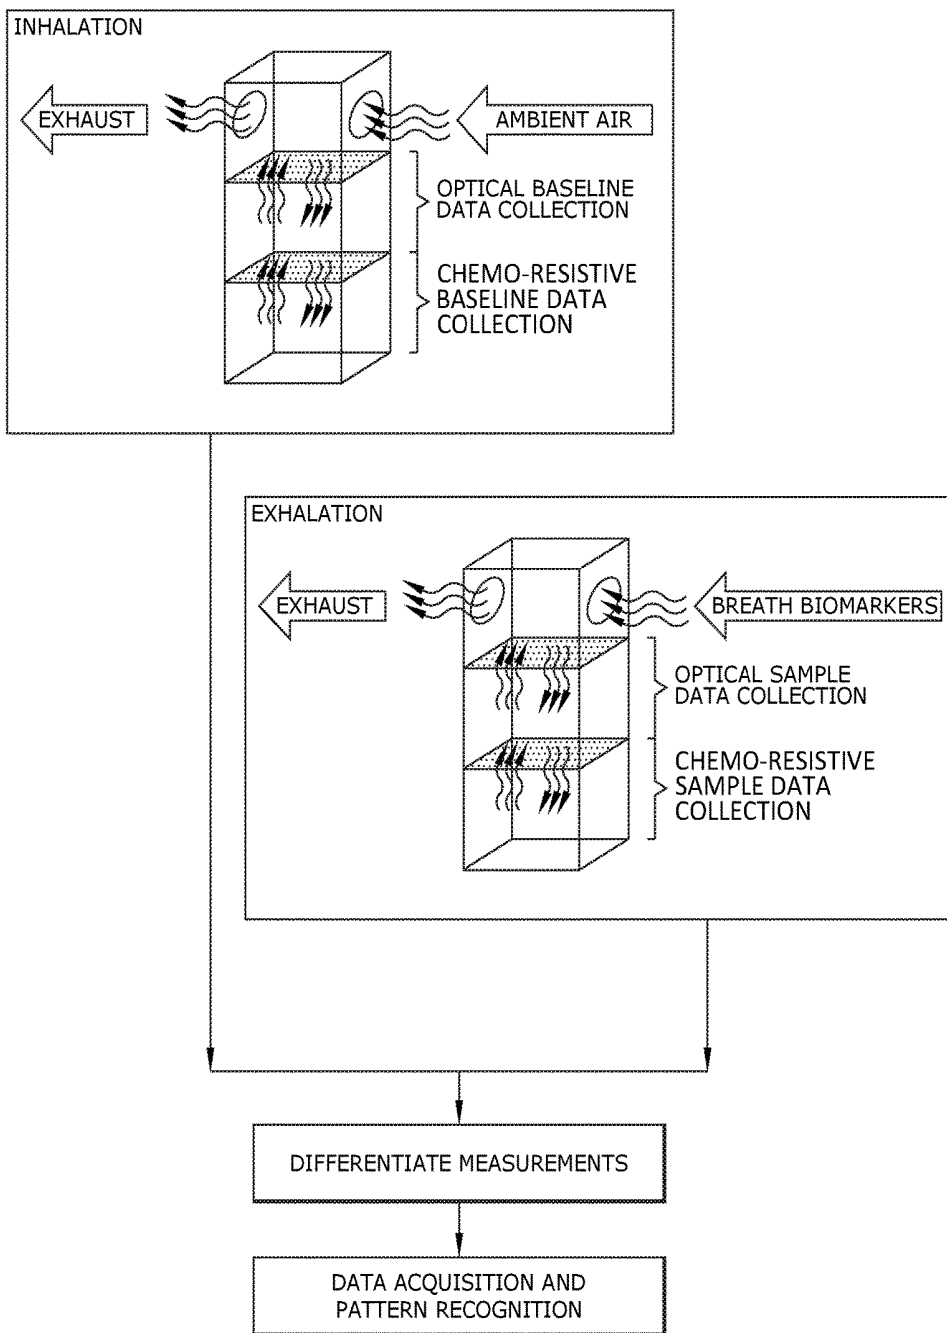 INHALATION
EXHAUST
AMBIENT AIR
OPTICAL BASELINE
DATA COLLECTION
CHEMO-RESISTIVE
BASELINE DATA
COLLECTION
EXHALATION
EXHAUST
BREATH BIOMARKERS
OPTICAL SAMPLE
DATA COLLECTION
CHEMO-RESISTIVE
SAMPLE DATA
COLLECTION
DIFFERENTIATE MEASUREMENTS
DATA ACQUISITION AND
PATTERN RECOGNITION